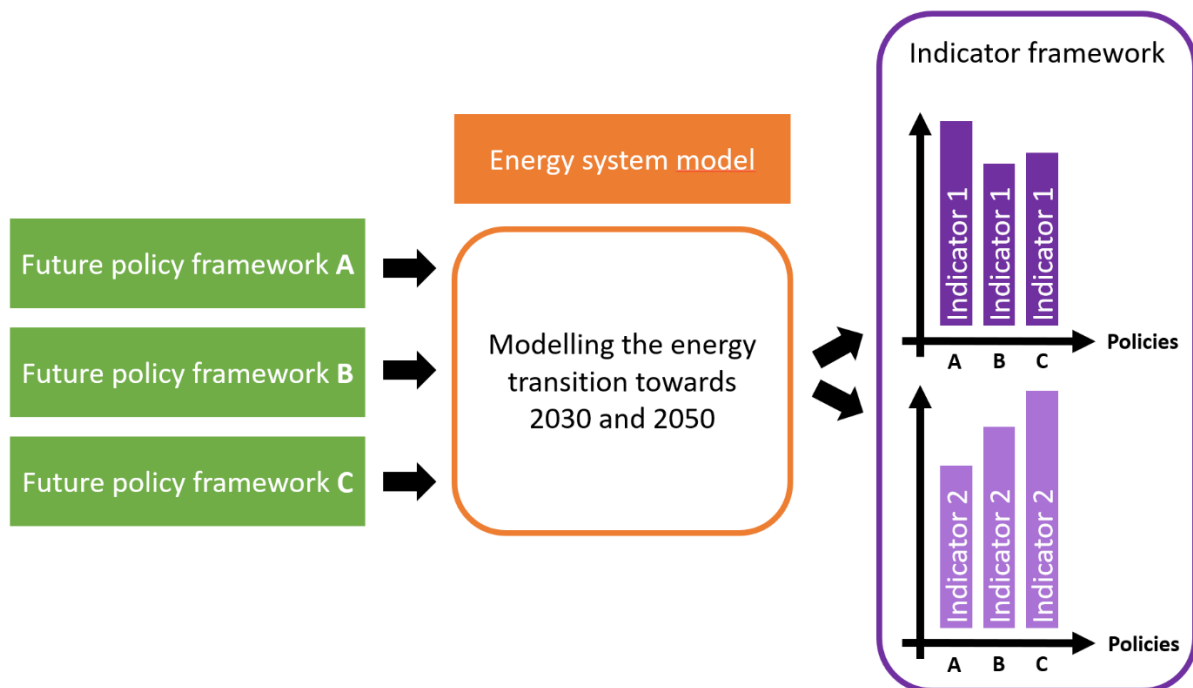 Future policy framework A
Future policy framework B
Future policy framework C
Energy system model
Modelling the energy
transition towards
2030 and 2050
Indicator framework
Indicator 1
Indicator 1
Indicator 1
Policies
A
B
C
Indicator 2
Indicator 2
Indicator 2
Policies
A
B
C